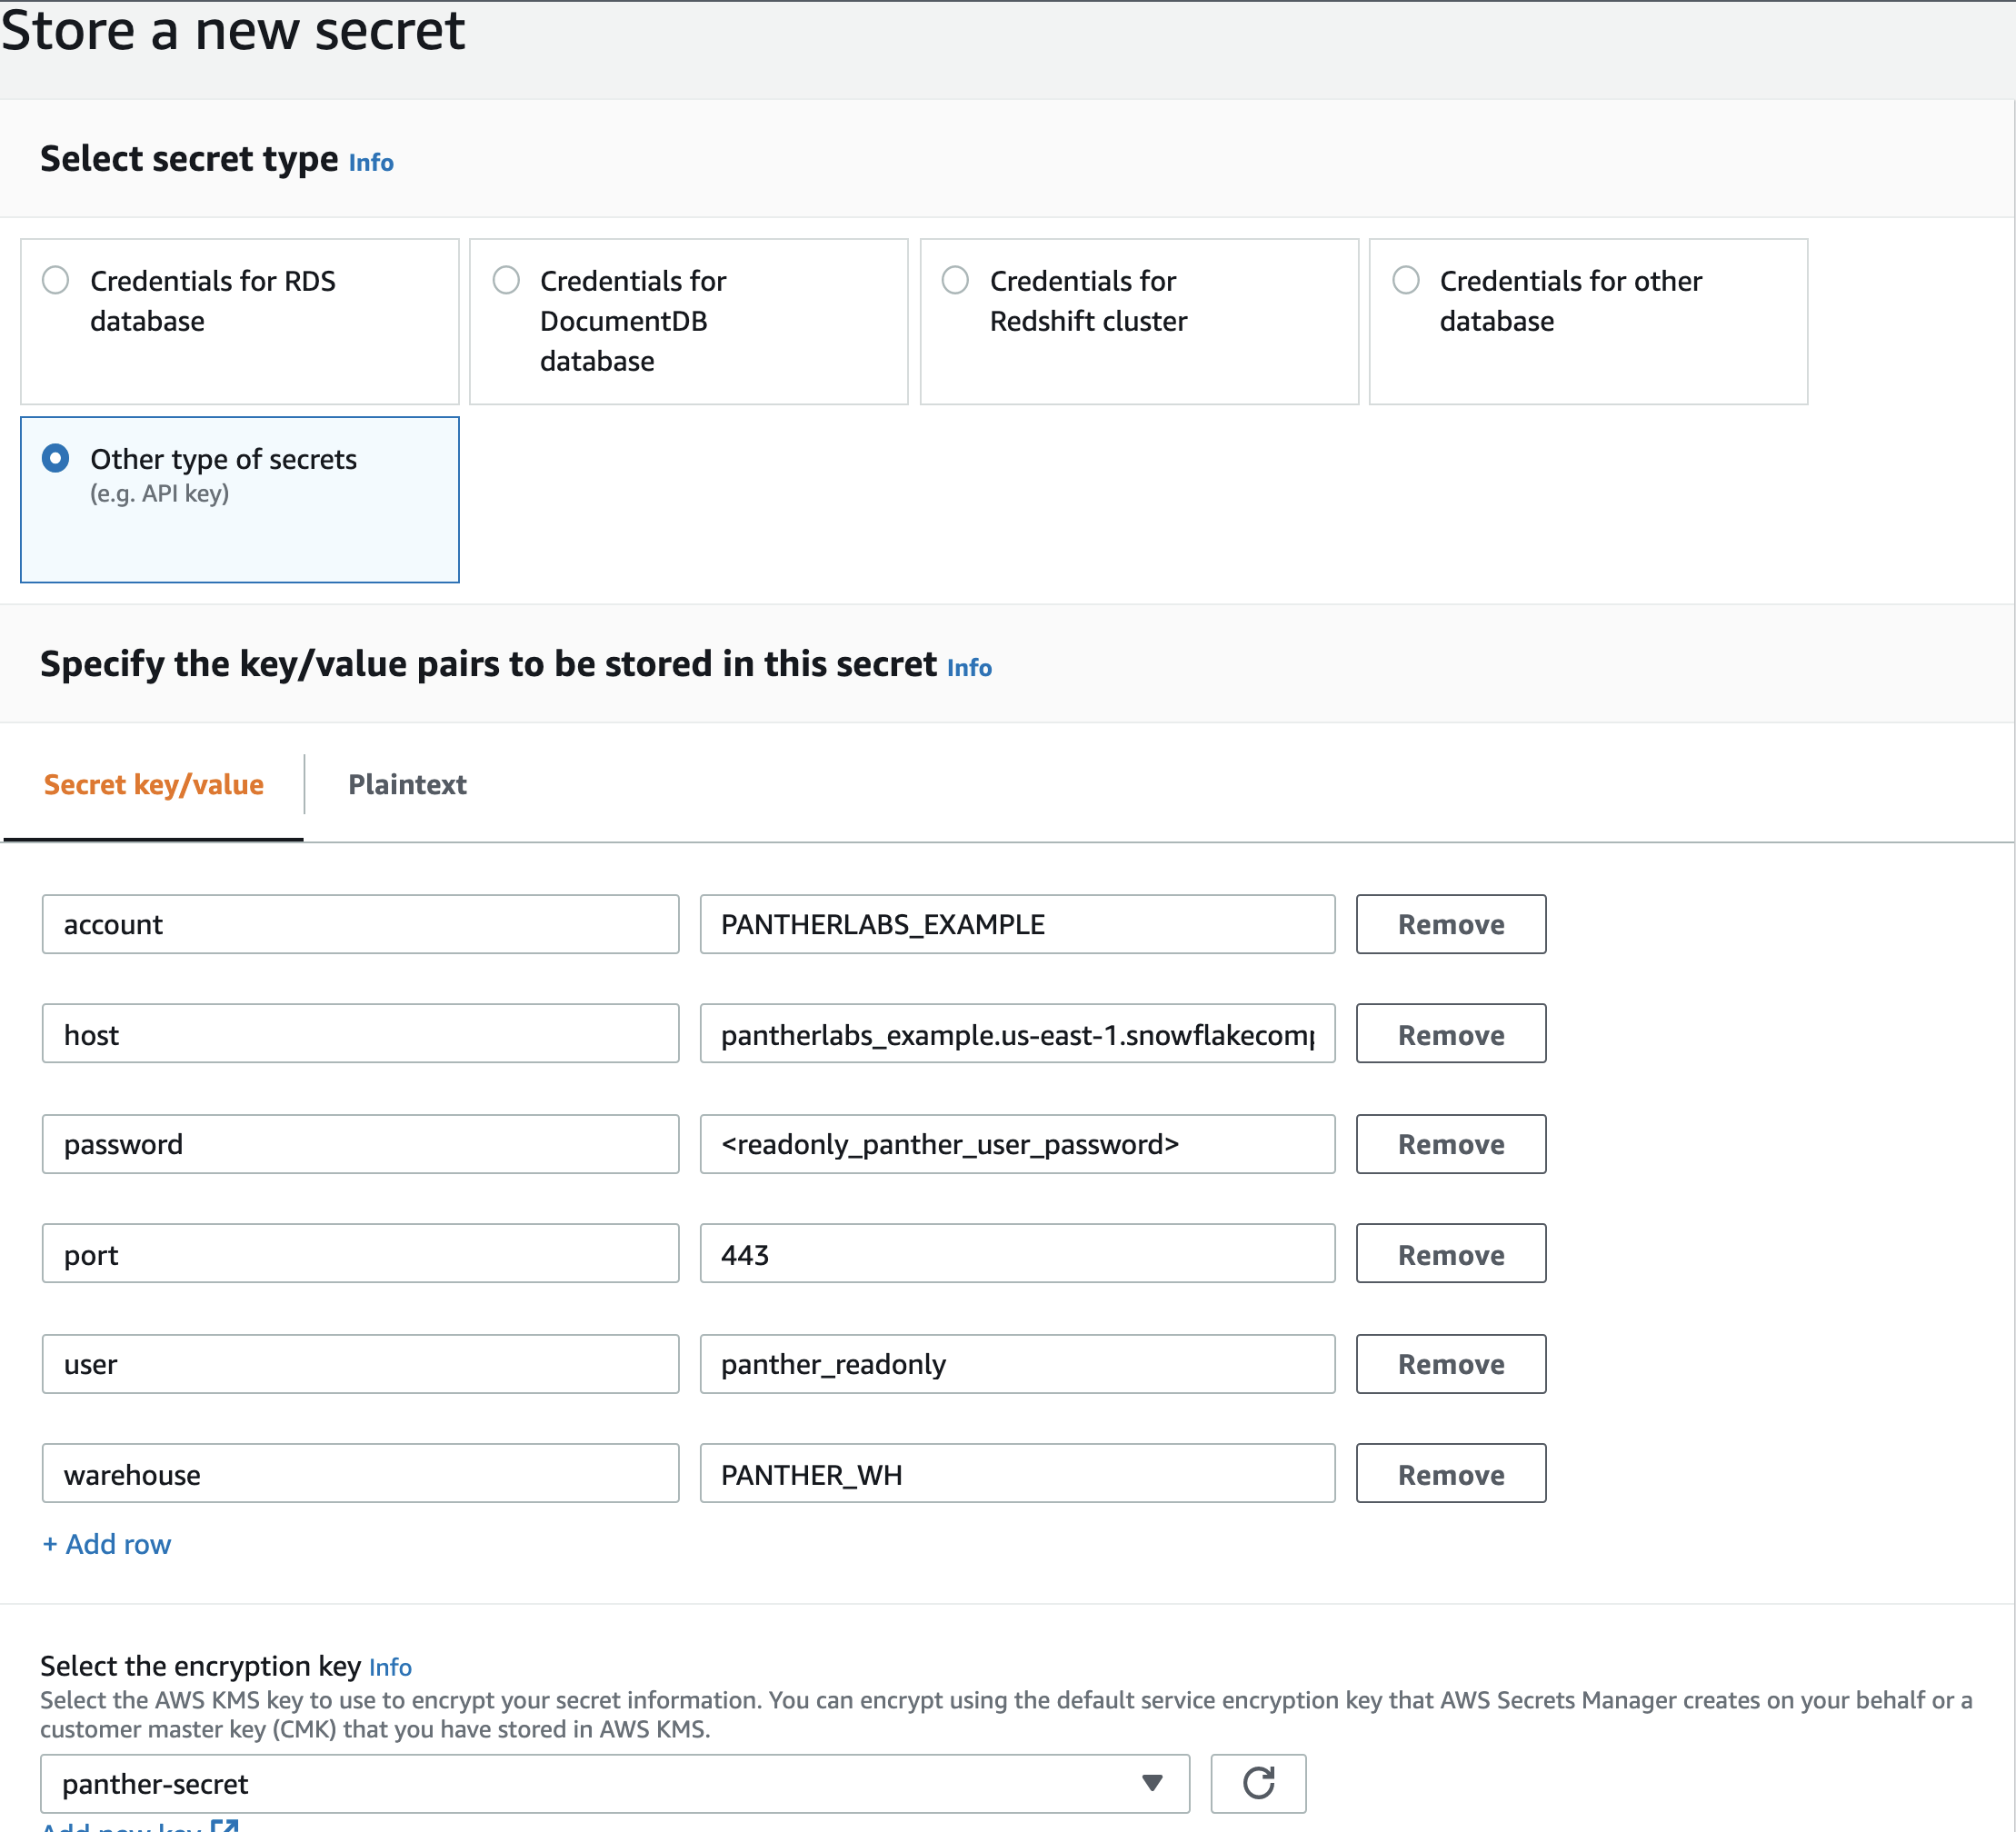 Store a new secret
Select secret type Info
Credentials for RDS
database
Credentials for
DocumentDB
database
Credentials for
Redshift cluster
Credentials for other
database
Other type of secrets
(e.g. API key)
Specify the key/value pairs to be stored in this secret Info
Secret key/value
Plaintext
account PANTHERLABS_EXAMPLE Remove
host pantherlabs_example.us-east-1.snowflakecomp Remove
password <readonly_panther_user_password> Remove
port 443 Remove
user panther_readonly Remove
warehouse PANTHER_WH Remove
+ Add row
Select the encryption key Info
Select the AWS KMS key to use to encrypt your secret information. You can encrypt using the default service encryption key that AWS Secrets Manager creates on your behalf or a
customer master key (CMK) that you have stored in AWS KMS.
panther-secret
Add new key